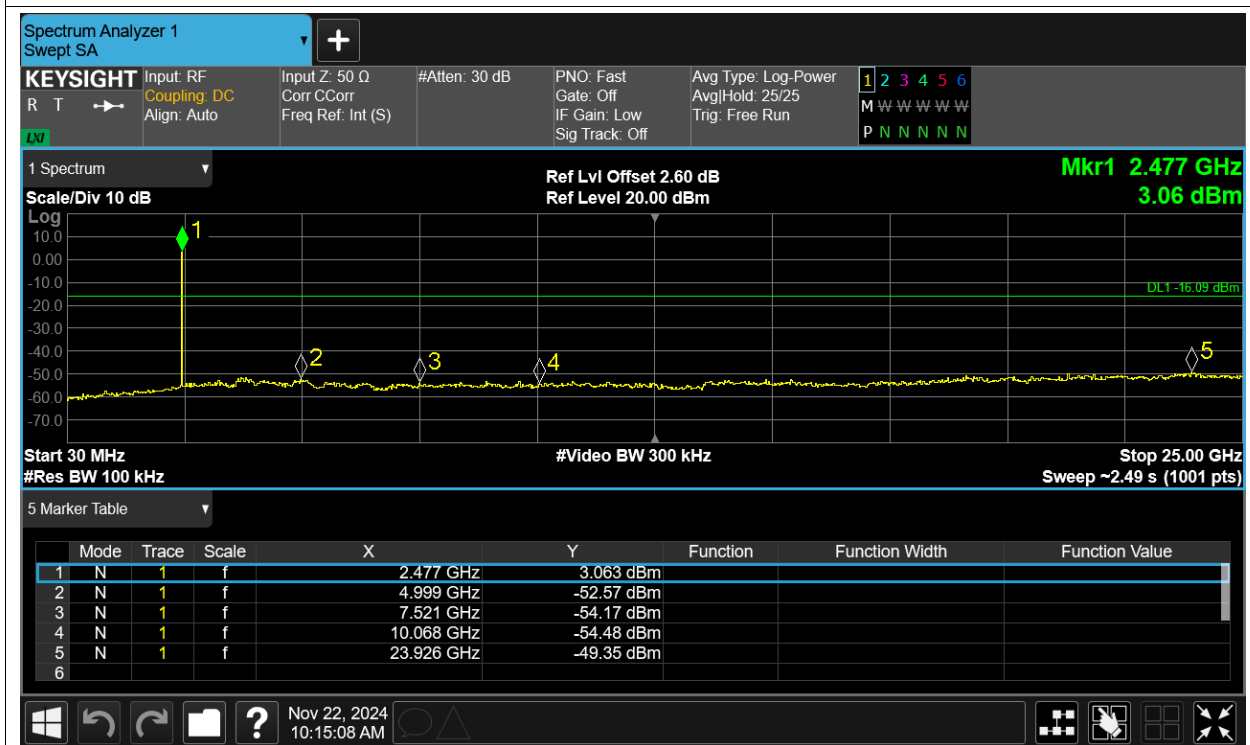 Spectrum Analyzer 1
Swept SA
+
KEYSIGHT Input: RF Input Z: 50 Ω #Atten: 30 dB PNO: Fast Avg Type: Log-Power 1 2 3 4 5 6
R T Coupling: DC Corr CCorr Gate: Off Avg|Hold: 25/25 M W W W W W
Align: Auto Freq Ref: Int (S) IF Gain: Low Trig: Free Run
LXI Sig Track: Off P N N N N N
1 Spectrum Ref Lvl Offset 2.60 dB Mkr1 2.477 GHz
Scale/Div 10 dB Ref Level 20.00 dBm 3.06 dBm
Log
10.0
0.00
-10.0
-20.0
-30.0
-40.0
-50.0
-60.0
-70.0
1
DL1 -16.09 dBm
2 3 4 5
Start 30 MHz #Video BW 300 kHz Stop 25.00 GHz
#Res BW 100 kHz Sweep ~2.49 s (1001 pts)
5 Marker Table
Mode Trace Scale X Y Function Function Width Function Value
1 N 1 f 2.477 GHz 3.063 dBm
2 N 1 f 4.999 GHz -52.57 dBm
3 N 1 f 7.521 GHz -54.17 dBm
4 N 1 f 10.068 GHz -54.48 dBm
5 N 1 f 23.926 GHz -49.35 dBm
6
? Nov 22, 2024
10:15:08 AM